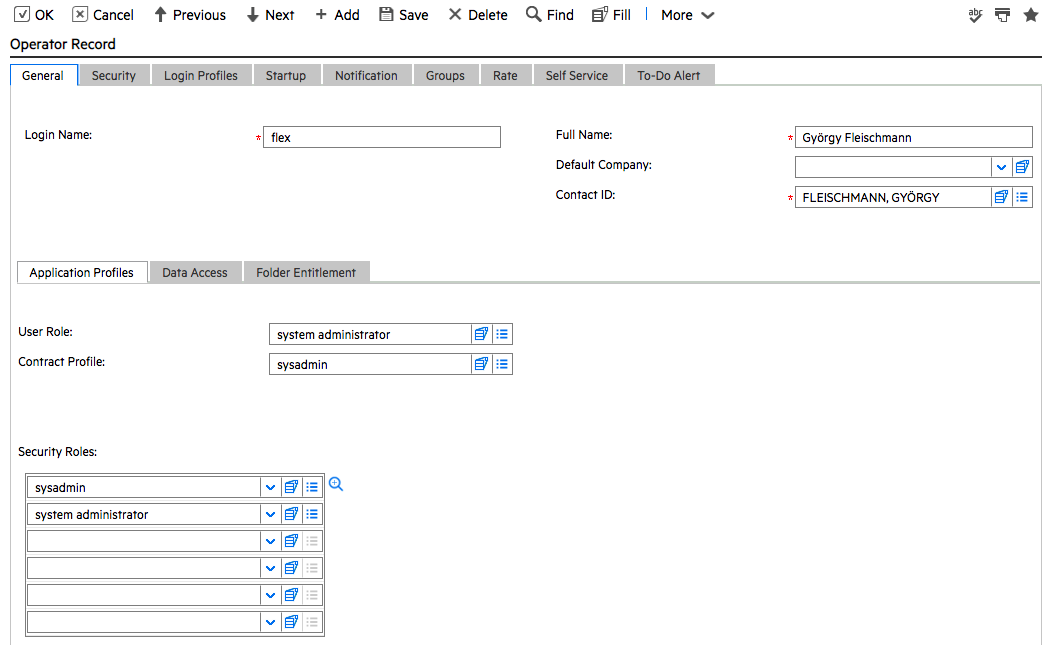 OK Cancel Previous Next + Add Save Delete Find Fill | More
Operator Record
General Security Login Profiles Startup Notification Groups Rate Self Service To-Do Alert
Login Name: * flex Full Name: * György Fleischmann
Default Company:
Contact ID: * FLEISCHMANN, GYÖRGY
Application Profiles Data Access Folder Entitlement
User Role: system administrator
Contract Profile: sysadmin
Security Roles:
sysadmin
system administrator